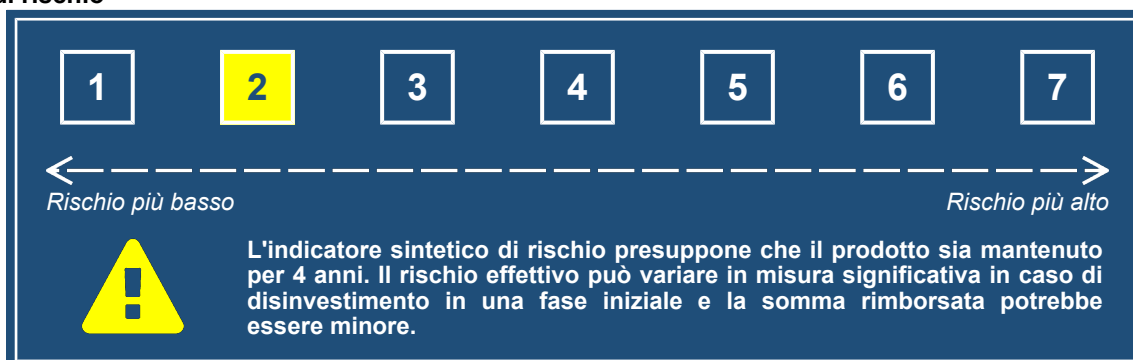 di rischio
1 2 3 4 5 6 7
Rischio più basso Rischio più alto
L'indicatore sintetico di rischio presuppone che il prodotto sia mantenuto
per 4 anni. Il rischio effettivo può variare in misura significativa in caso di
disinvestimento in una fase iniziale e la somma rimborsata potrebbe
essere minore.